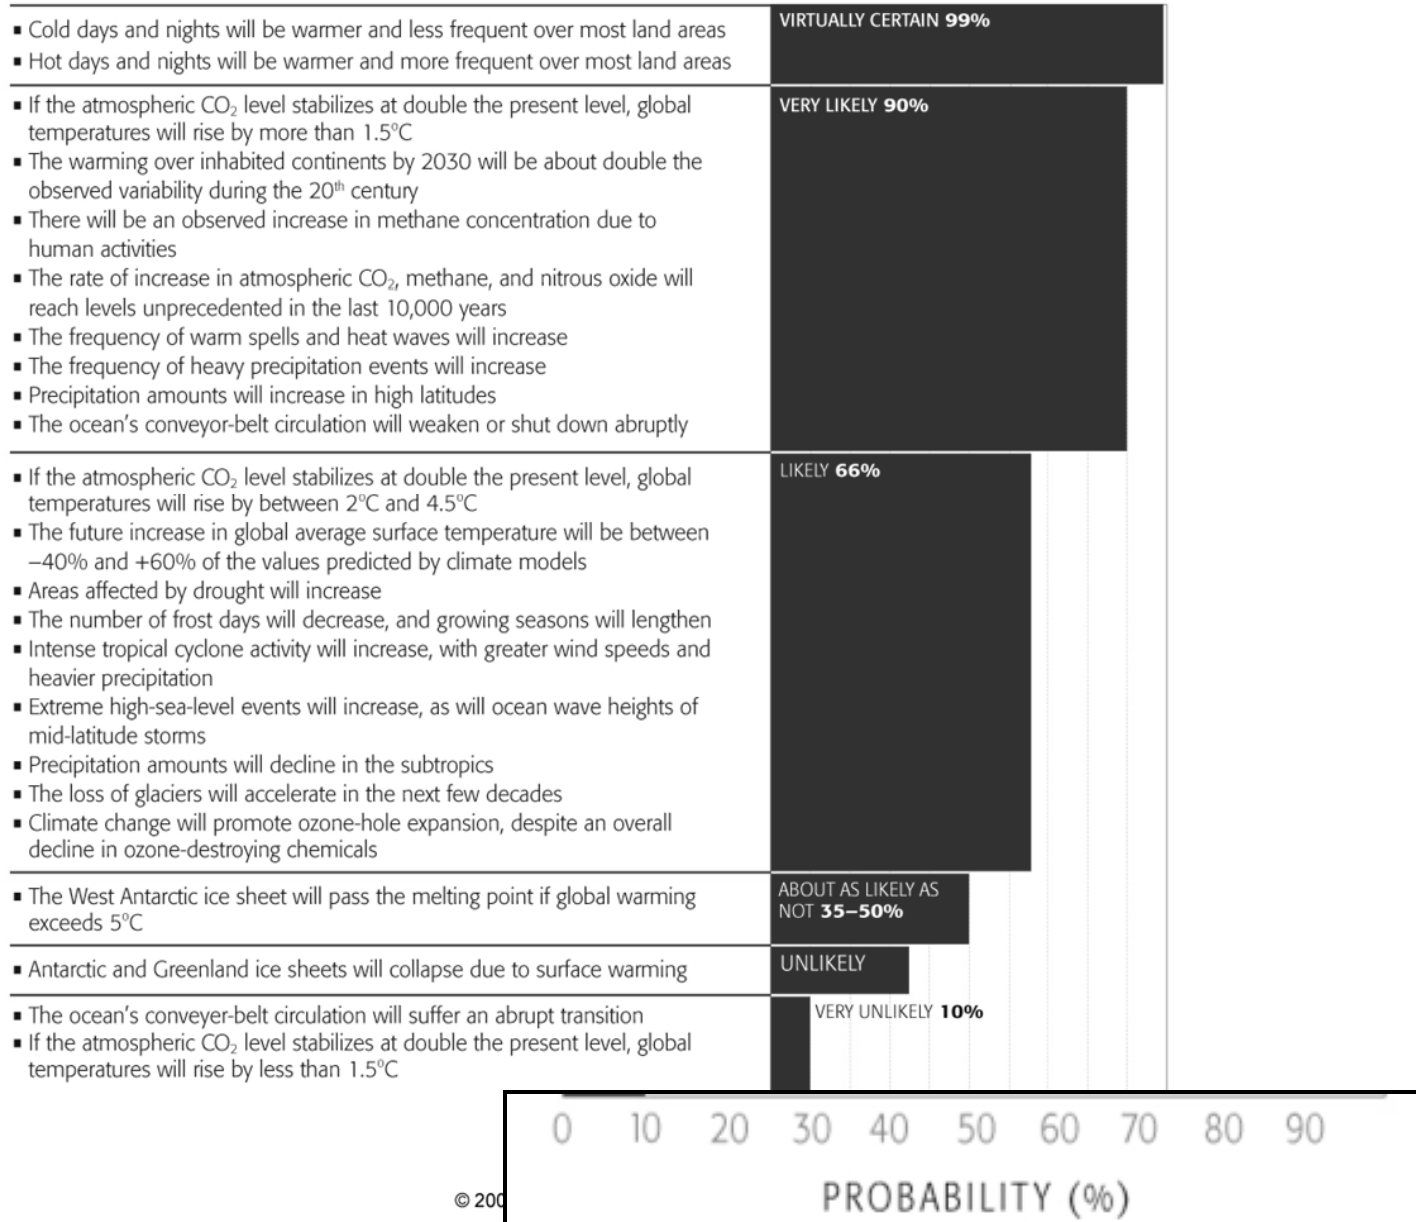 ▪ Cold days and nights will be warmer and less frequent over most land areas
▪ Hot days and nights will be warmer and more frequent over most land areas
VIRTUALLY CERTAIN 99%
▪ If the atmospheric CO₂ level stabilizes at double the present level, global
temperatures will rise by more than 1.5°C
▪ The warming over inhabited continents by 2030 will be about double the
observed variability during the 20th century
▪ There will be an observed increase in methane concentration due to
human activities
▪ The rate of increase in atmospheric CO₂, methane, and nitrous oxide will
reach levels unprecedented in the last 10,000 years
▪ The frequency of warm spells and heat waves will increase
▪ The frequency of heavy precipitation events will increase
▪ Precipitation amounts will increase in high latitudes
▪ The ocean's conveyor-belt circulation will weaken or shut down abruptly
VERY LIKELY 90%
▪ If the atmospheric CO₂ level stabilizes at double the present level, global
temperatures will rise by between 2°C and 4.5°C
▪ The future increase in global average surface temperature will be between
–40% and +60% of the values predicted by climate models
▪ Areas affected by drought will increase
▪ The number of frost days will decrease, and growing seasons will lengthen
▪ Intense tropical cyclone activity will increase, with greater wind speeds and
heavier precipitation
▪ Extreme high-sea-level events will increase, as will ocean wave heights of
mid-latitude storms
▪ Precipitation amounts will decline in the subtropics
▪ The loss of glaciers will accelerate in the next few decades
▪ Climate change will promote ozone-hole expansion, despite an overall
decline in ozone-destroying chemicals
LIKELY 66%
▪ The West Antarctic ice sheet will pass the melting point if global warming
exceeds 5°C
ABOUT AS LIKELY AS
NOT 35–50%
▪ Antarctic and Greenland ice sheets will collapse due to surface warming
UNLIKELY
▪ The ocean's conveyer-belt circulation will suffer an abrupt transition
▪ If the atmospheric CO₂ level stabilizes at double the present level, global
temperatures will rise by less than 1.5°C
VERY UNLIKELY 10%
0 10 20 30 40 50 60 70 80 90
PROBABILITY (%)
© 200